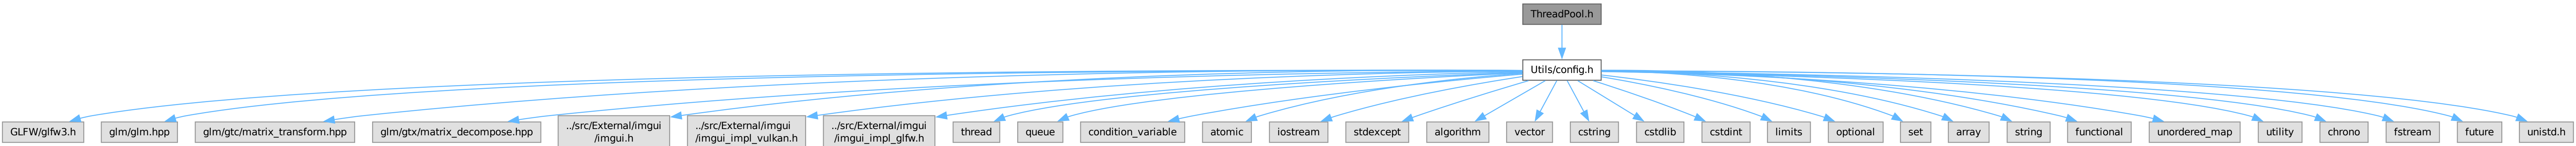 ThreadPool.h
Utils/config.h
GLFW/glfw3.h
glm/glm.hpp
glm/gtc/matrix_transform.hpp
glm/gtx/matrix_decompose.hpp
../src/External/imgui
/imgui.h
../src/External/imgui
/imgui_impl_vulkan.h
../src/External/imgui
/imgui_impl_glfw.h
thread
queue
condition_variable
atomic
iostream
stdexcept
algorithm
vector
cstring
cstdlib
cstdint
limits
optional
set
array
string
functional
unordered_map
utility
chrono
fstream
future
unistd.h